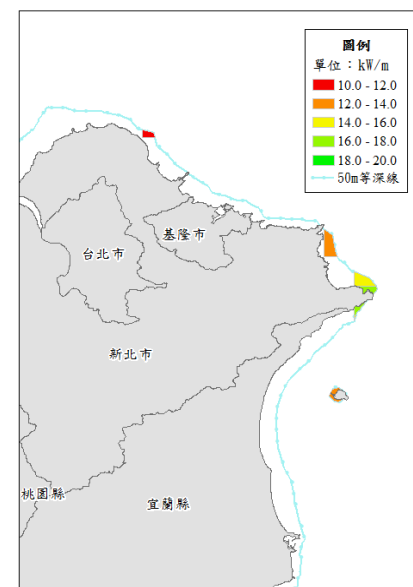 圖例
單位：kW/m
10.0 - 12.0
12.0 - 14.0
14.0 - 16.0
16.0 - 18.0
18.0 - 20.0
50m等深線
基隆市
台北市
新北市
桃園縣
宜蘭縣